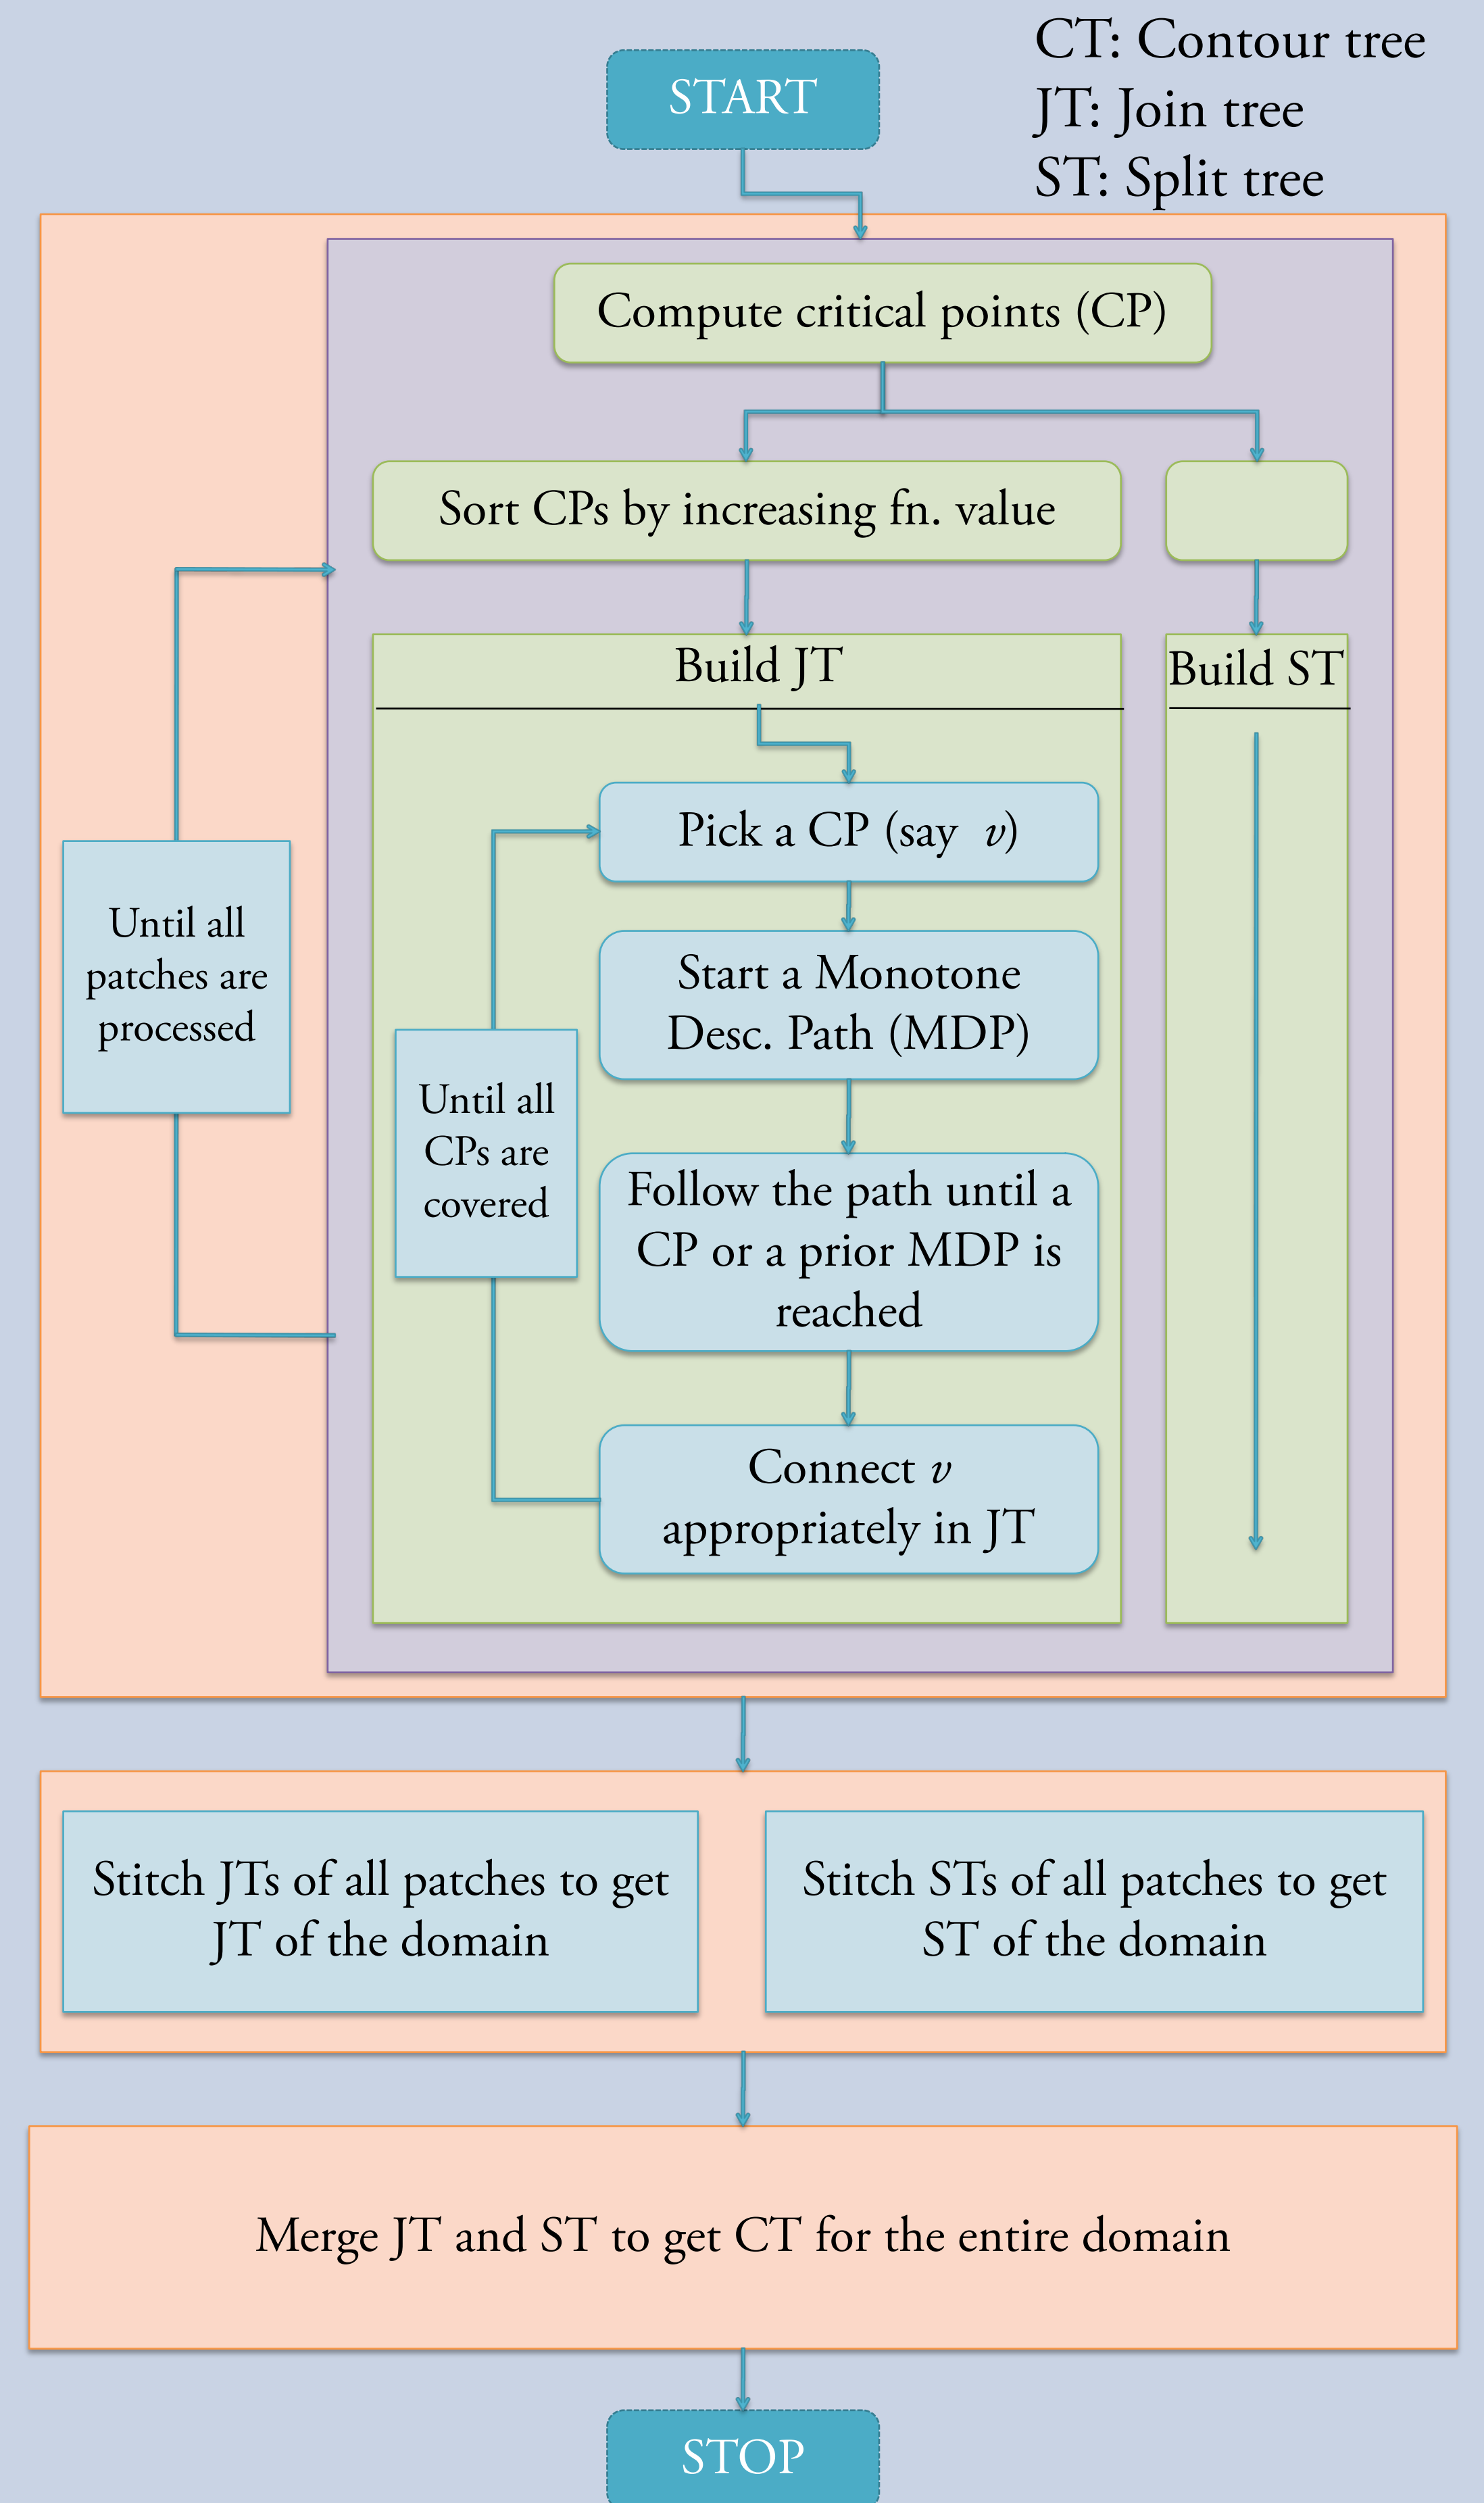 START
CT: Contour tree
JT: Join tree
ST: Split tree
Compute critical points (CP)
Sort CPs by increasing fn. value
Build JT
Build ST
Pick a CP (say v)
Start a Monotone
Desc. Path (MDP)
Follow the path until a
CP or a prior MDP is
reached
Connect v
appropriately in JT
Until all
CPs are
covered
Until all
patches are
processed
Stitch JTs of all patches to get
JT of the domain
Stitch STs of all patches to get
ST of the domain
Merge JT and ST to get CT for the entire domain
STOP